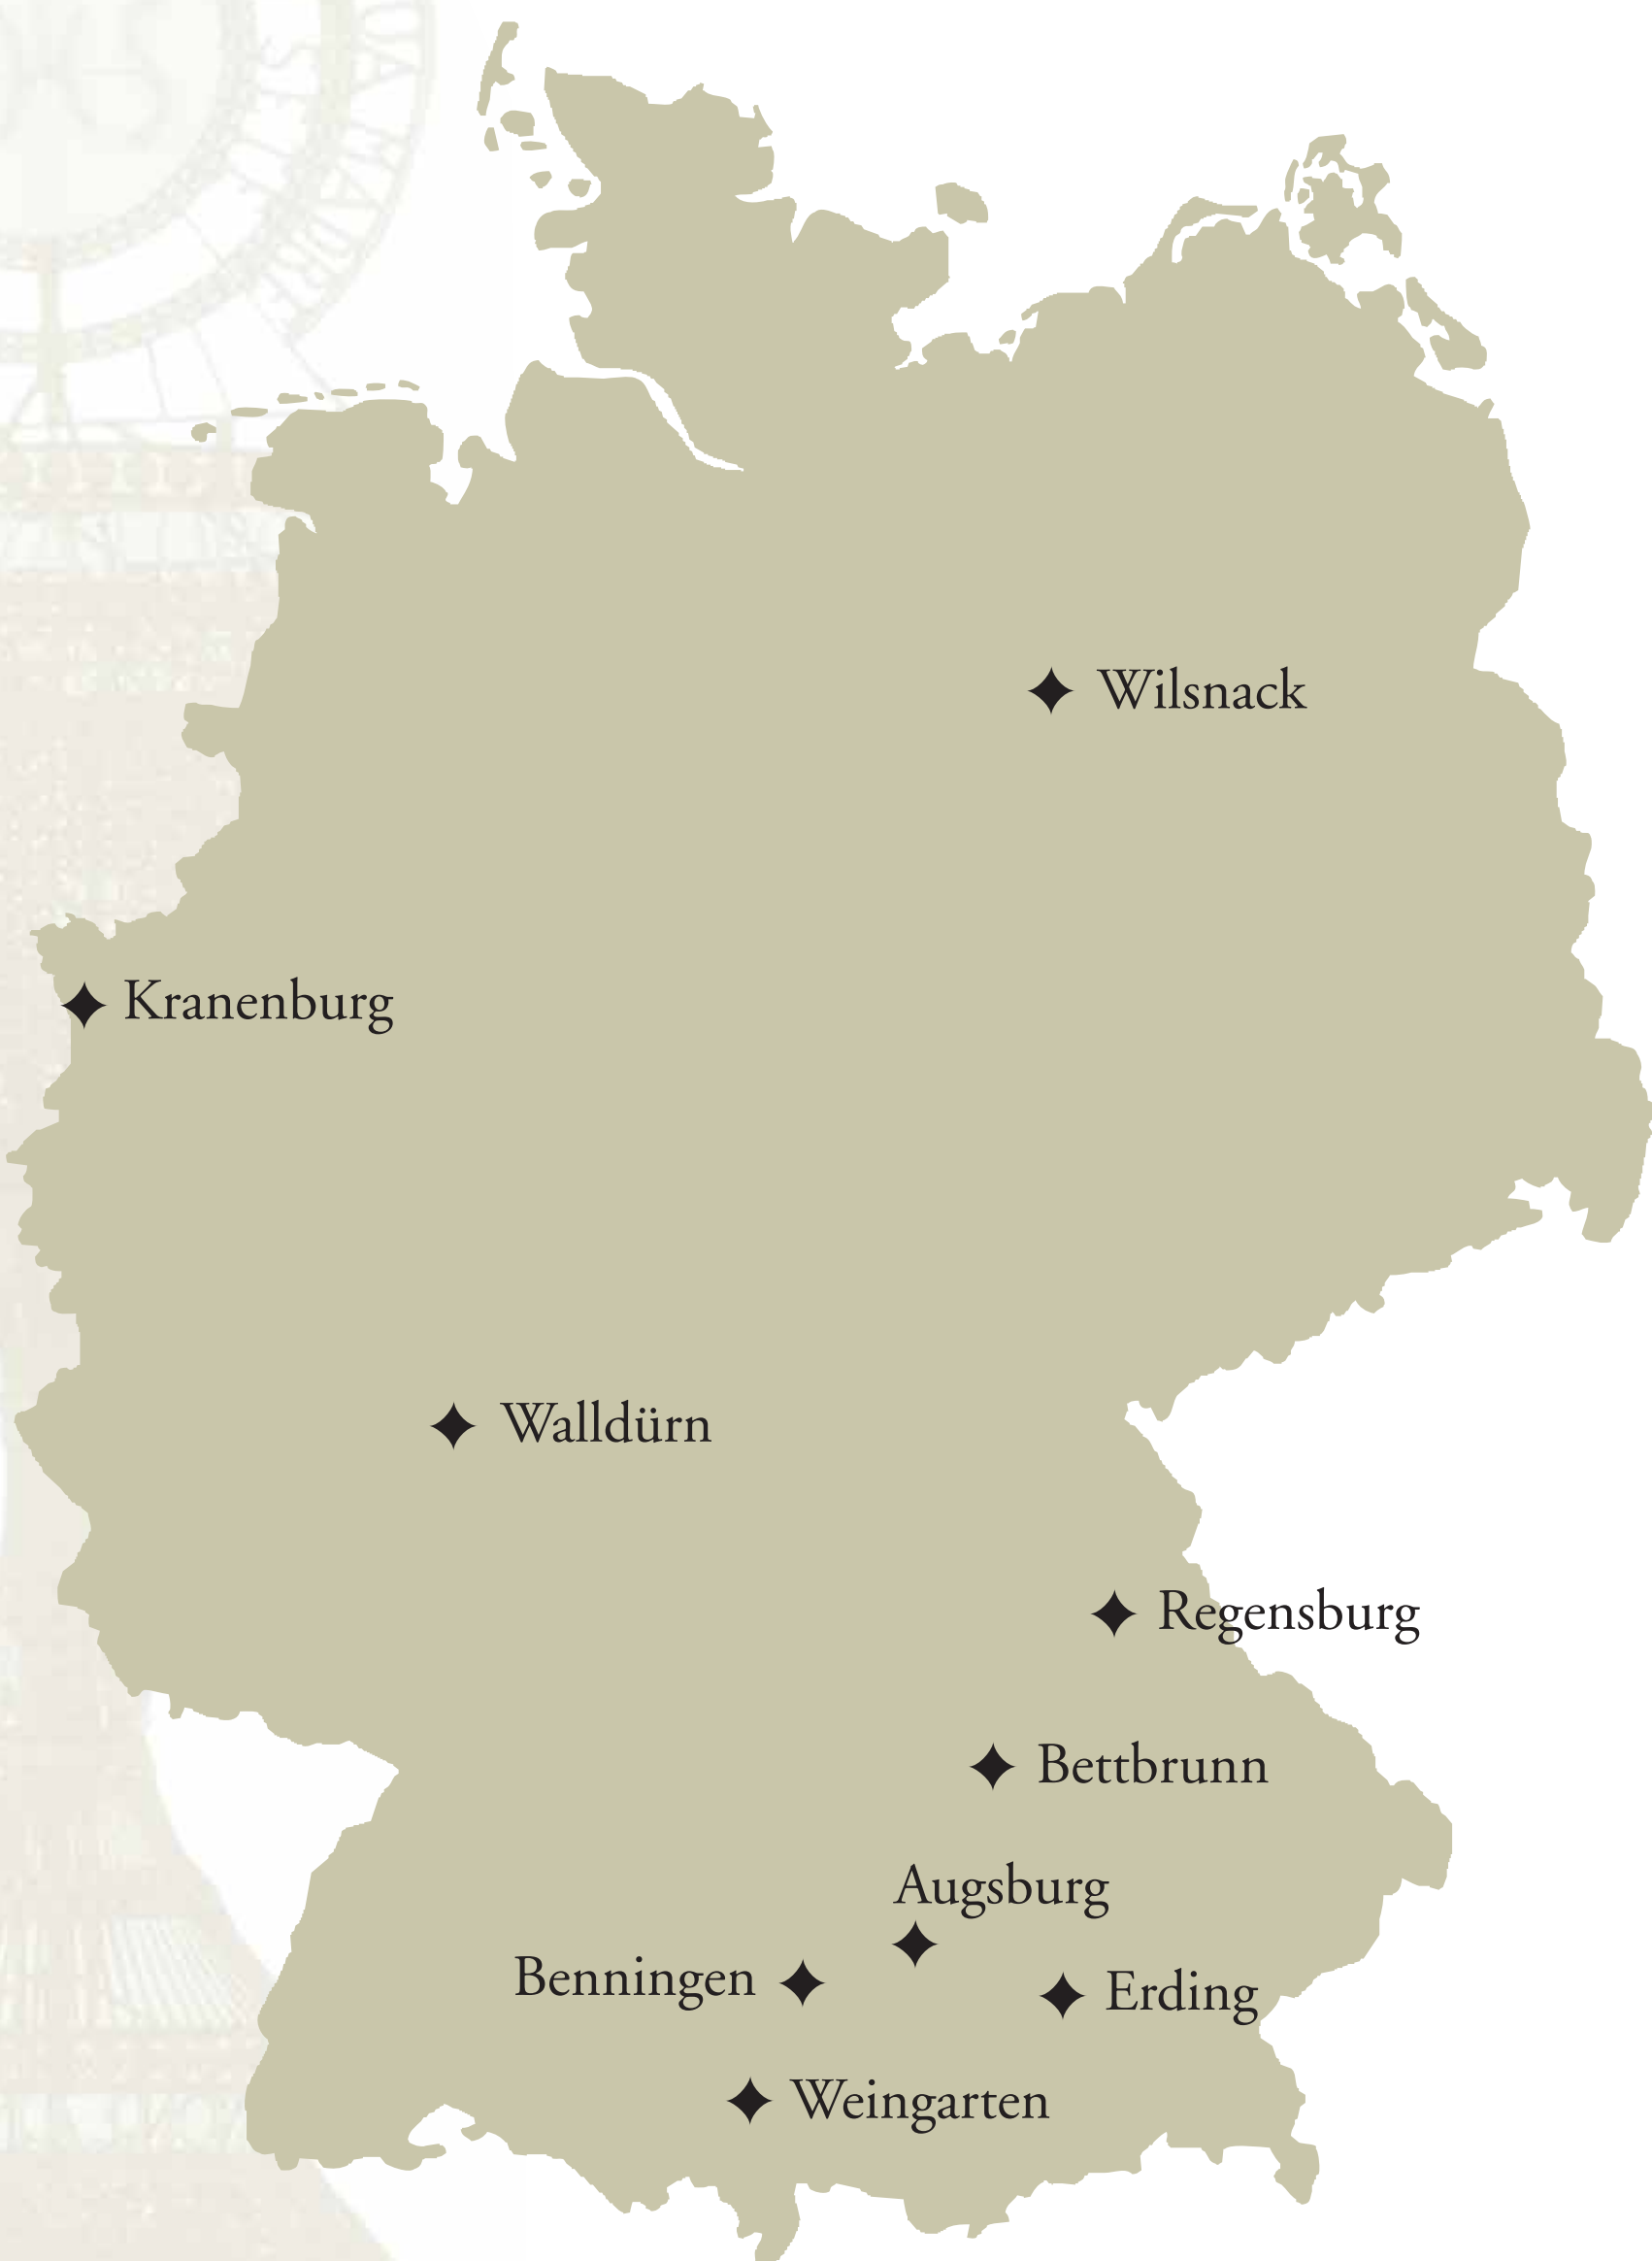 Wilsnack
Kranenburg
Walldürn
Regensburg
Bettbrunn
Augsburg
Benningen
Erding
Weingarten